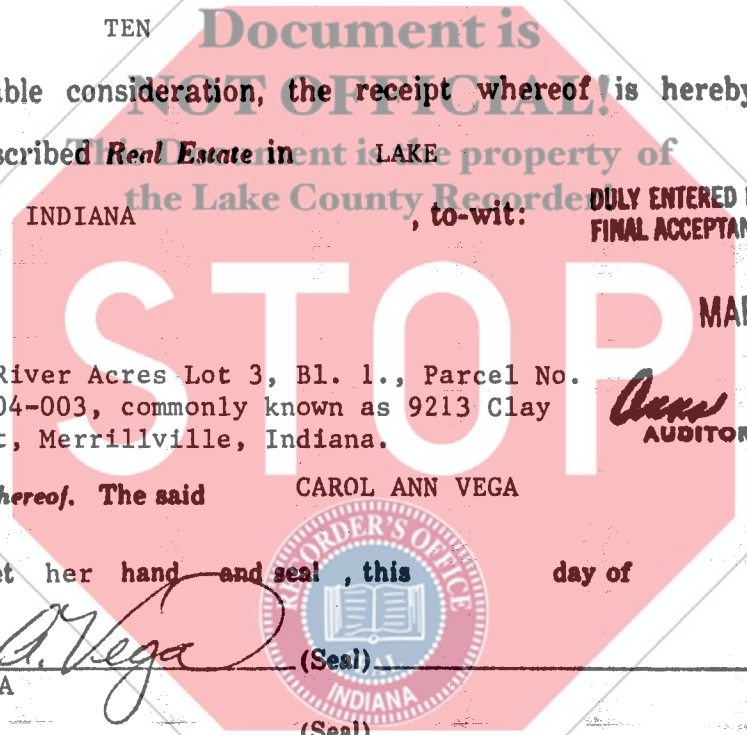 TEN
Document is
NOT OFFICIAL!
able consideration, the receipt whereof is hereby
This Document is the property of
scribed Real Estate in LAKE
the Lake County Recorder!
INDIANA , to-wit:
DULY ENTERED
FINAL ACCEPTAN
STOP
MAR
River Acres Lot 3, Bl. 1., Parcel No.
04-003, commonly known as 9213 Clay
t, Merrillville, Indiana.
AUDITOR
hereof. The said CAROL ANN VEGA
RECORDER'S OFFICE
et her hand and seal , this day of
A. Vega (Seal)
A
INDIANA
(Seal)